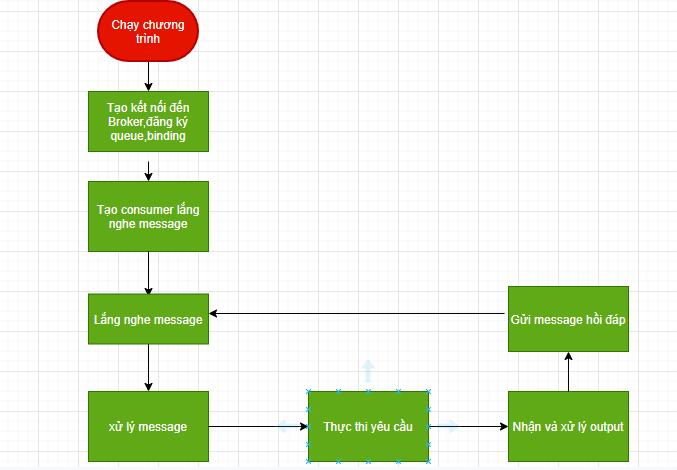 Chạy chương
trình
Tạo kết nối đến
Broker,đăng ký
queue,binding
Tạo consumer lắng
nghe message
Lắng nghe message
Gửi message hồi đáp
xử lý message
Thực thi yêu cầu
Nhận và xử lý output